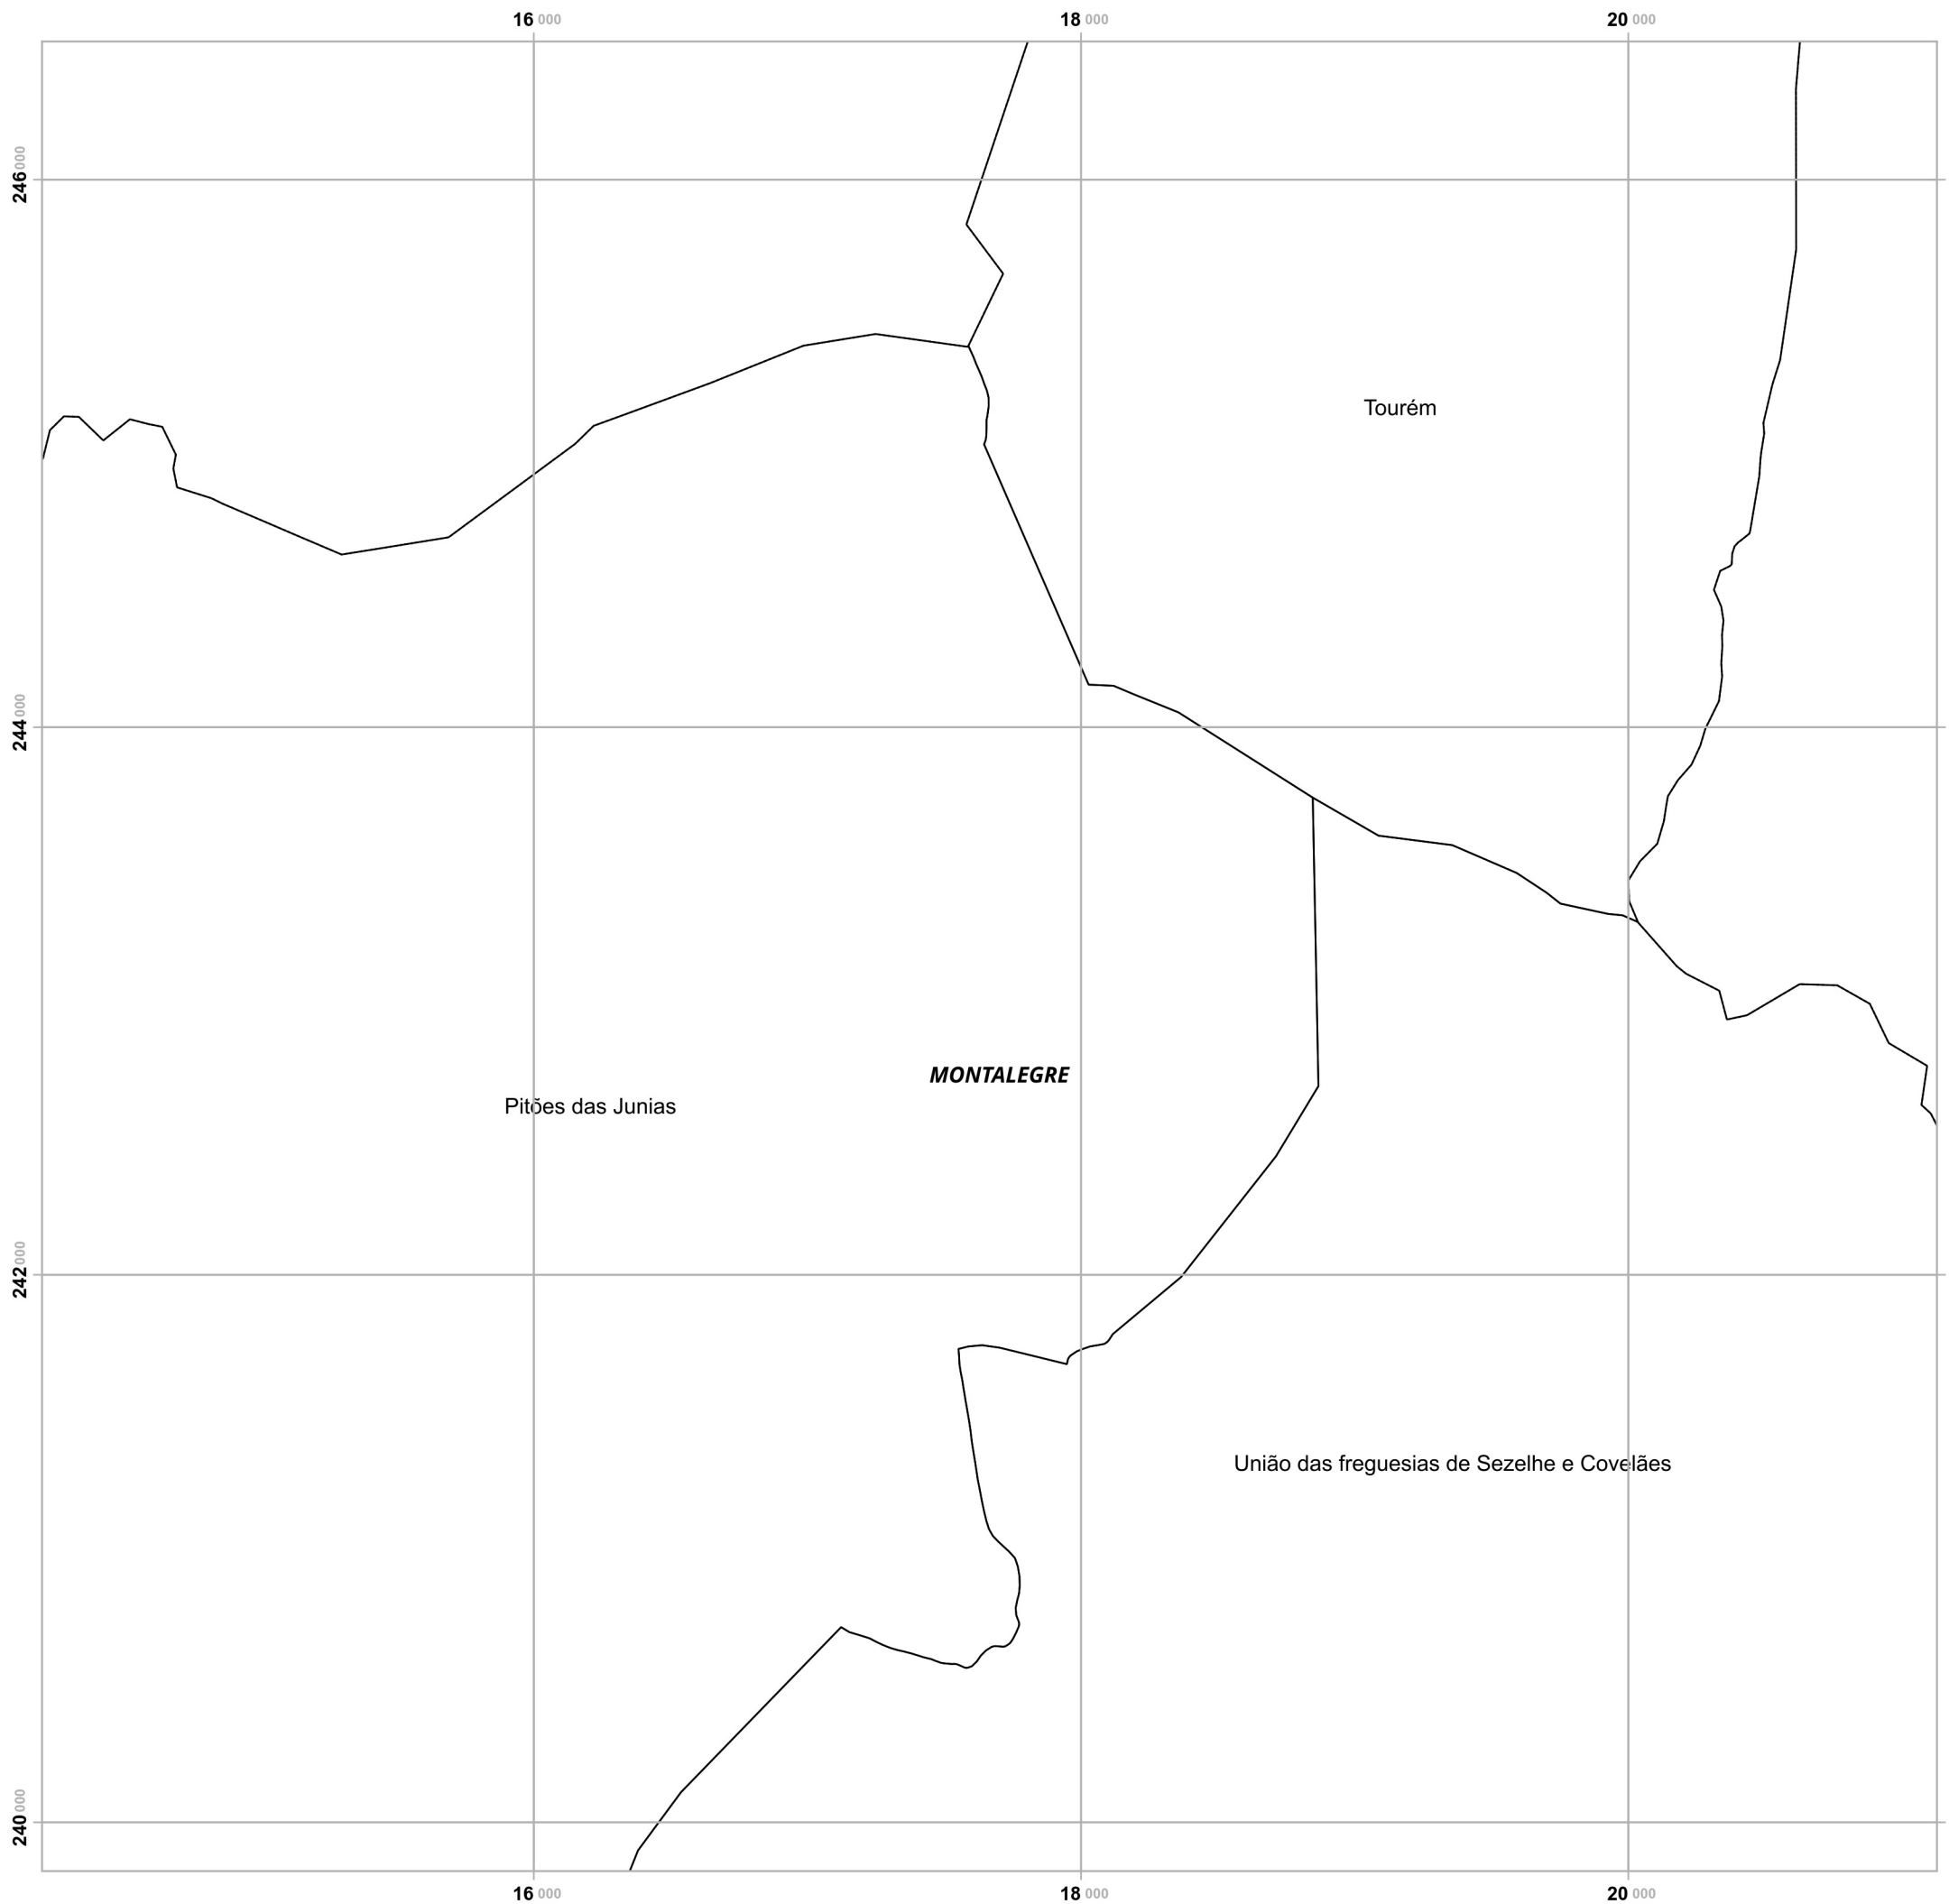 16 000 18 000 20 000
246 000
Tourém
244 000
MONTALEGRE
Pitões das Junias
242 000
União das freguesias de Sezelhe e Covelães
240 000
16 000 18 000 20 000